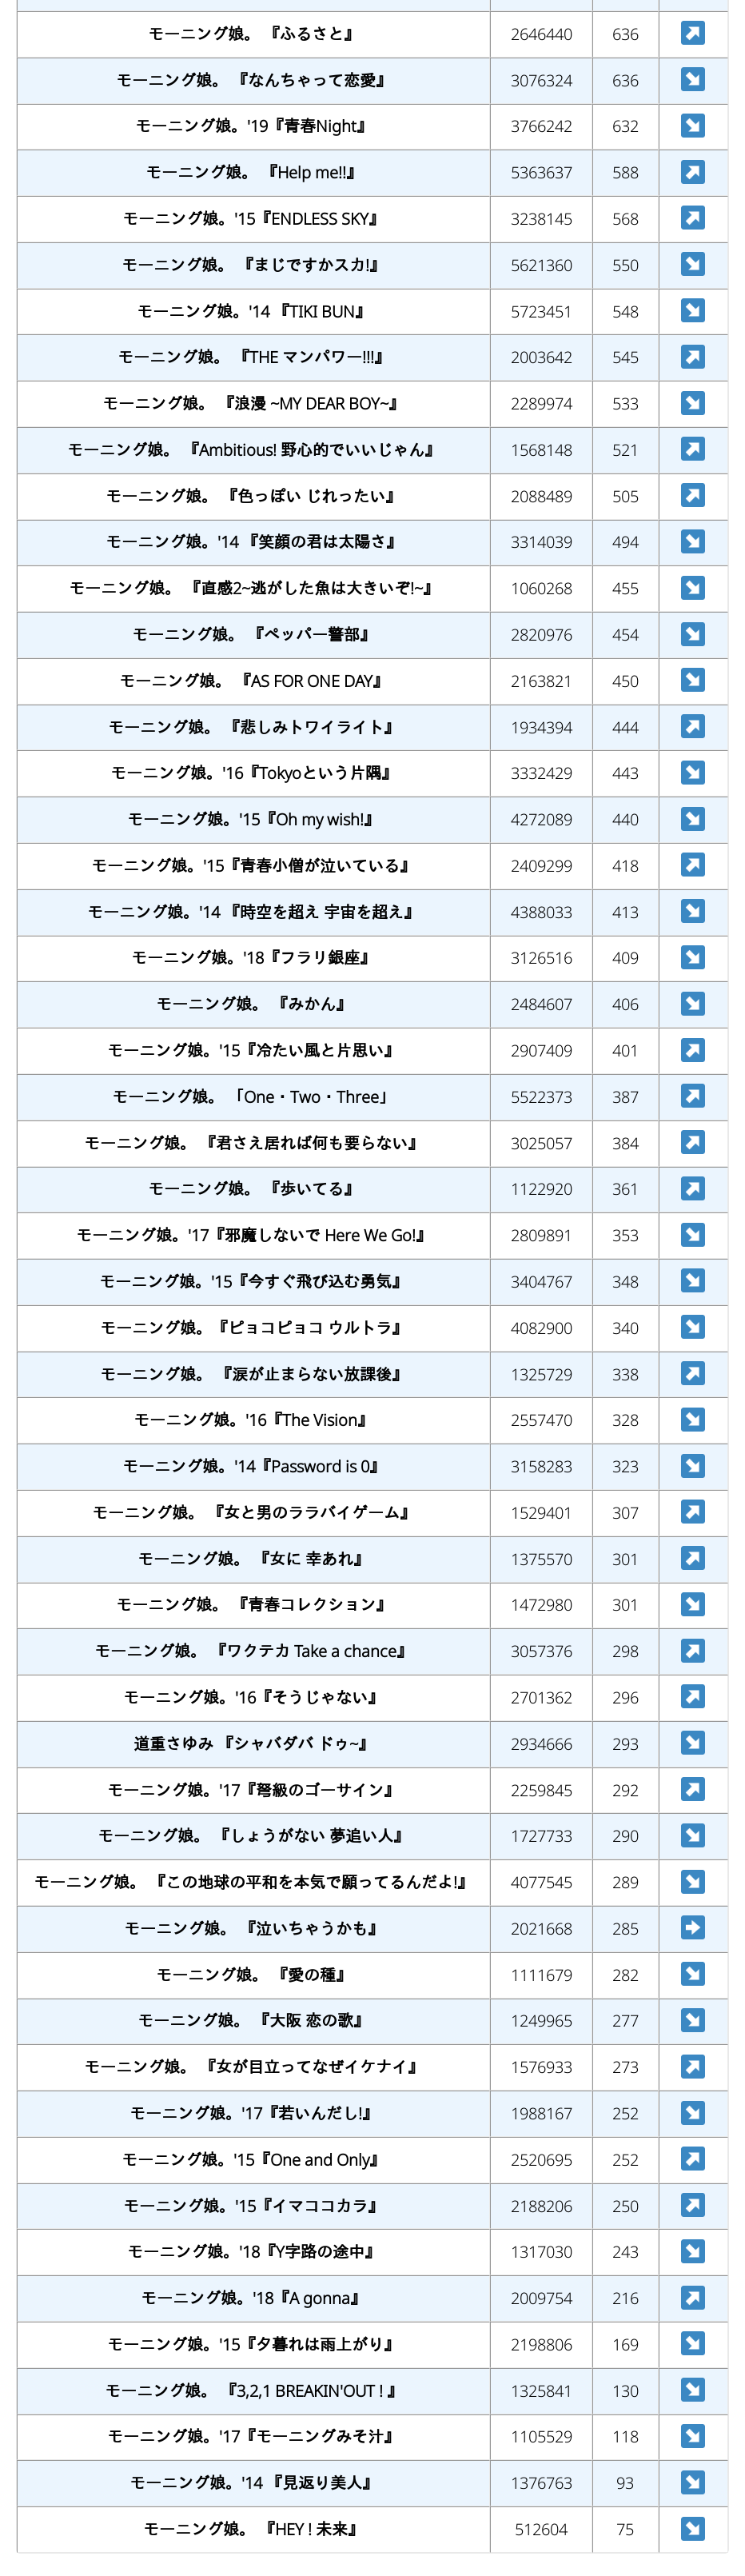 モーニング娘。 『ふるさと』 2646440 636
モーニング娘。 『なんちゃって恋愛』 3076324 636
モーニング娘。'19『青春Night』 3766242 632
モーニング娘。 『Help me!!』 5363637 588
モーニング娘。'15『ENDLESS SKY』 3238145 568
モーニング娘。 『まじですかスカ!』 5621360 550
モーニング娘。'14 『TIKI BUN』 5723451 548
モーニング娘。 『THE マンパワー!!!』 2003642 545
モーニング娘。 『浪漫 ~MY DEAR BOY~』 2289974 533
モーニング娘。 『Ambitious! 野心的でいいじゃん』 1568148 521
モーニング娘。 『色っぽい じれったい』 2088489 505
モーニング娘。'14 『笑顔の君は太陽さ』 3314039 494
モーニング娘。 『直感2~逃がした魚は大きいぞ!~』 1060268 455
モーニング娘。 『ペッパー警部』 2820976 454
モーニング娘。 『AS FOR ONE DAY』 2163821 450
モーニング娘。 『悲しみトワイライト』 1934394 444
モーニング娘。'16『Tokyoという片隅』 3332429 443
モーニング娘。'15『Oh my wish!』 4272089 440
モーニング娘。'15『青春小僧が泣いている』 2409299 418
モーニング娘。'14 『時空を超え 宇宙を超え』 4388033 413
モーニング娘。'18『フラリ銀座』 3126516 409
モーニング娘。 『みかん』 2484607 406
モーニング娘。'15『冷たい風と片思い』 2907409 401
モーニング娘。 「One・Two・Three」 5522373 387
モーニング娘。 『君さえ居れば何も要らない』 3025057 384
モーニング娘。 『歩いてる』 1122920 361
モーニング娘。'17『邪魔しないで Here We Go!』 2809891 353
モーニング娘。'15『今すぐ飛び込む勇気』 3404767 348
モーニング娘。『ピョコピョコ ウルトラ』 4082900 340
モーニング娘。 『涙が止まらない放課後』 1325729 338
モーニング娘。'16『The Vision』 2557470 328
モーニング娘。'14『Password is 0』 3158283 323
モーニング娘。 『女と男のララバイゲーム』 1529401 307
モーニング娘。 『女に 幸あれ』 1375570 301
モーニング娘。 『青春コレクション』 1472980 301
モーニング娘。 『ワクテカ Take a chance』 3057376 298
モーニング娘。'16『そうじゃない』 2701362 296
道重さゆみ 『シャバダバ ドゥ~』 2934666 293
モーニング娘。'17『弩級のゴーサイン』 2259845 292
モーニング娘。 『しょうがない 夢追い人』 1727733 290
モーニング娘。 『この地球の平和を本気で願ってるんだよ!』 4077545 289
モーニング娘。 『泣いちゃうかも』 2021668 285
モーニング娘。 『愛の種』 1111679 282
モーニング娘。 『大阪 恋の歌』 1249965 277
モーニング娘。 『女が目立ってなぜイケナイ』 1576933 273
モーニング娘。'17『若いんだし!』 1988167 252
モーニング娘。'15『One and Only』 2520695 252
モーニング娘。'15『イマココカラ』 2188206 250
モーニング娘。'18『Y字路の途中』 1317030 243
モーニング娘。'18『A gonna』 2009754 216
モーニング娘。'15『夕暮れは雨上がり』 2198806 169
モーニング娘。 『3,2,1 BREAKIN'OUT ! 』 1325841 130
モーニング娘。'17『モーニングみそ汁』 1105529 118
モーニング娘。'14 『見返り美人』 1376763 93
モーニング娘。 『HEY ! 未来』 512604 75